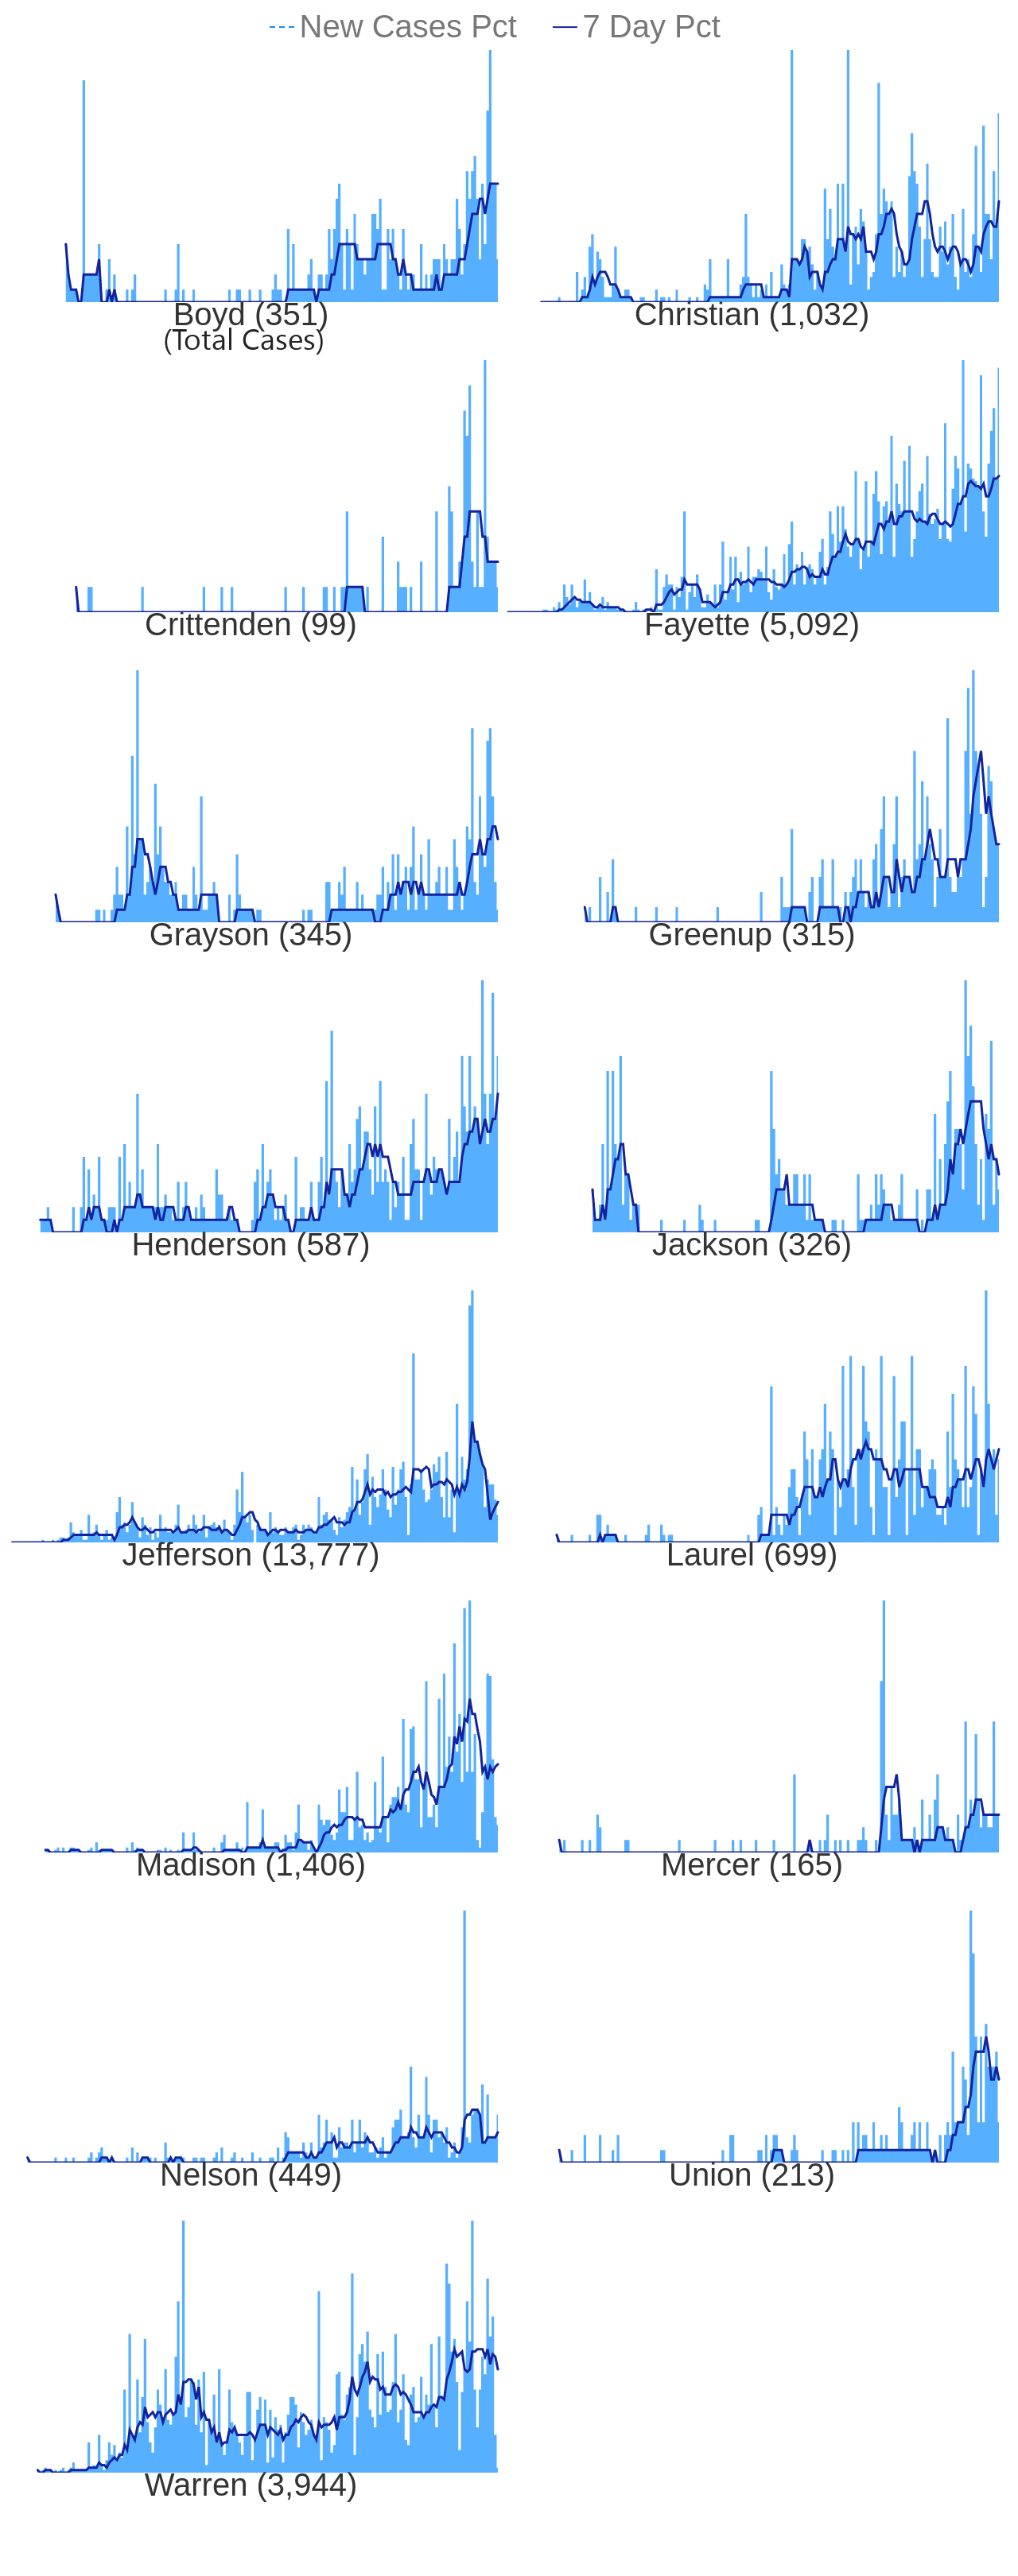 New Cases Pct 7 Day Pct
Boyd (351)
(Total Cases)
Christian (1,032)
Crittenden (99)
Fayette (5,092)
Grayson (345)
Greenup (315)
Henderson (587)
Jackson (326)
Jefferson (13,777)
Laurel (699)
Madison (1,406)
Mercer (165)
Nelson (449)
Union (213)
Warren (3,944)